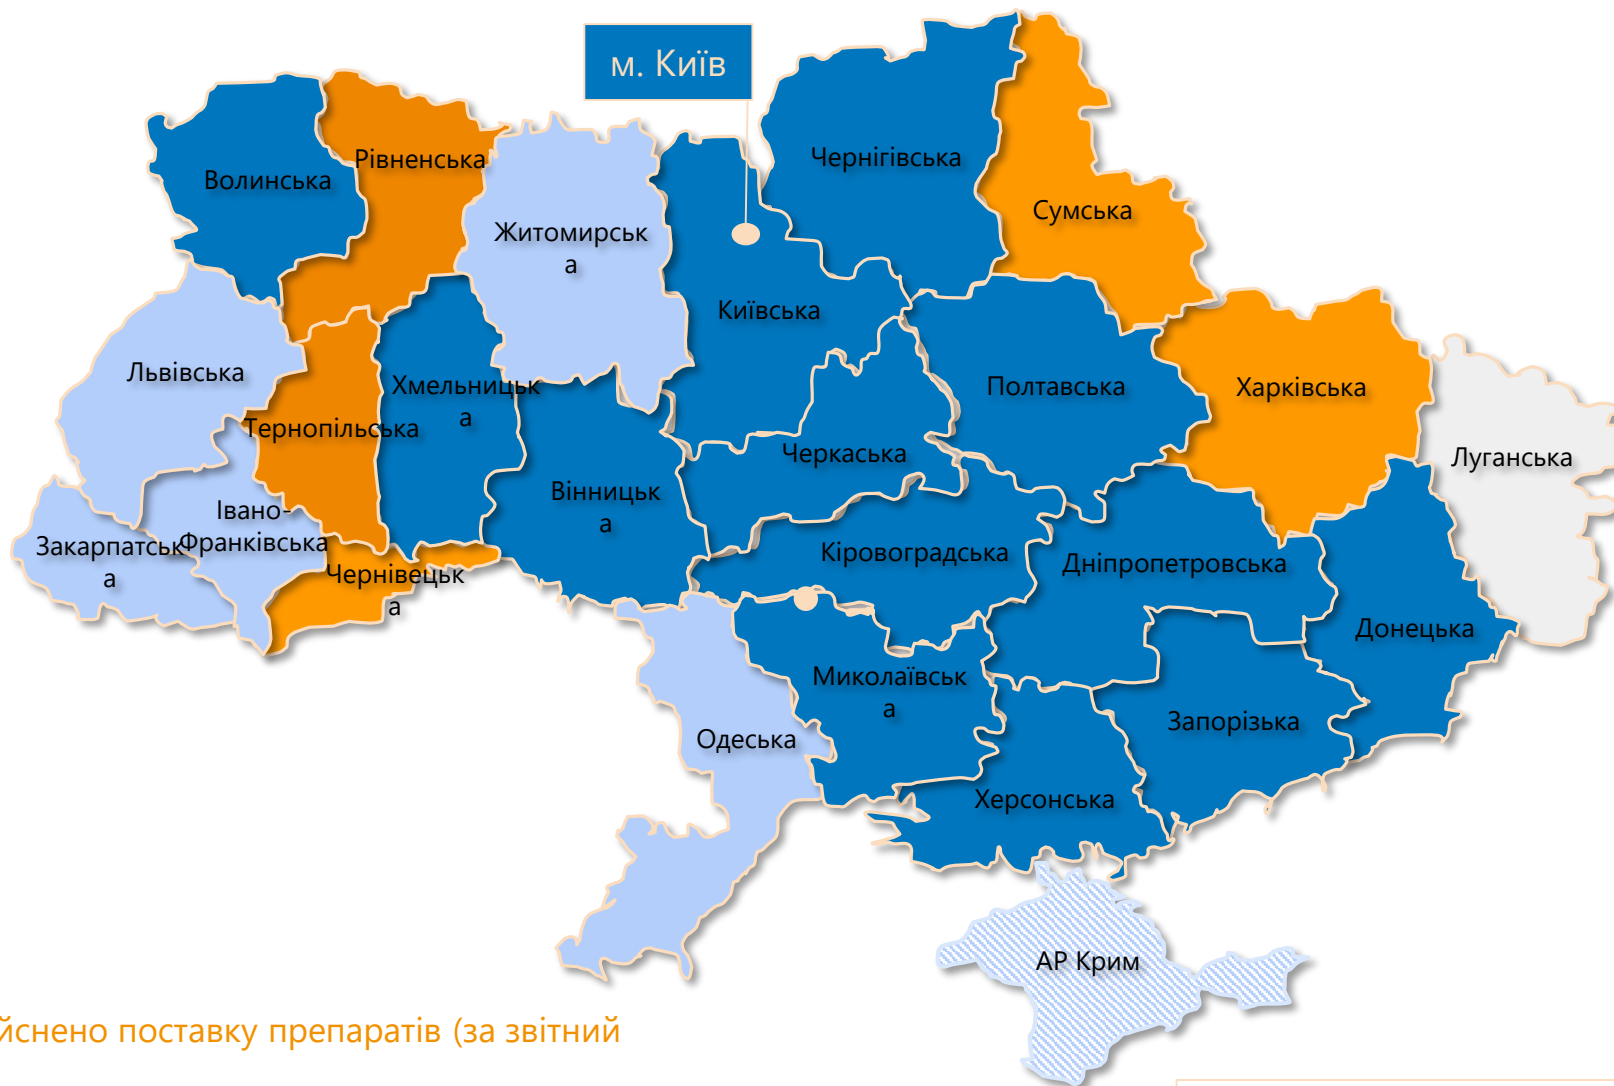 м. Київ
Чернігівська
Рівненська
Волинська
Сумська
Житомирськ
а
Київська
Львівська
Хмельницьк
а
Полтавська
Харківська
Тернопільська
Черкаська
Луганська
Вінницьк
а
Івано-
Франківська
Закарпатськ
а
Кіровоградська
Дніпропетровська
Чернівецьк
а
Донецька
Миколаївськ
а
Запорізька
Одеська
Херсонська
АР Крим
йснено поставку препаратів (за звітний